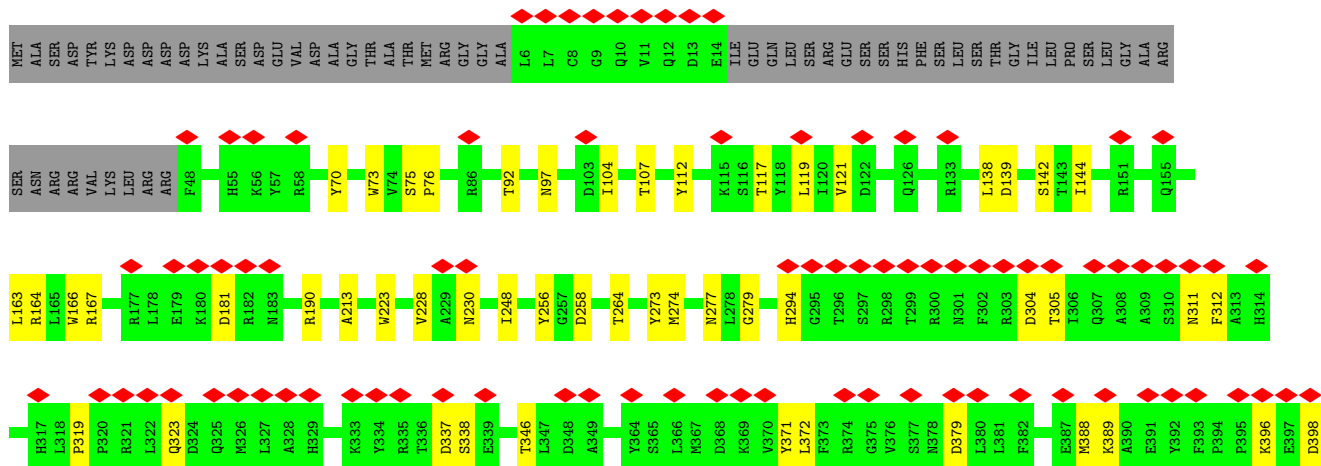 MET ALA SER ASP TYR LYS ASP ASP ASP ASP LYS ALA SER ASP GLU VAL ASP ALA GLY THR ALA THR MET ARG GLY GLY ALA L6 L7 C8 G9 Q10 V11 Q12 D13 E14 ILE GLU GLN LEU SER ARG GLU SER SER HIS PHE SER LEU SER THR GLY ILE LEU PRO SER LEU GLY ALA ARG
SER ASN ARG ARG VAL LYS LEU ARG ARG F48 H55 K56 Y57 R58 Y70 W73 V74 S75 P76 R86 T92 N97 D103 I104 T107 Y112 K115 S116 T117 Y118 L119 I120 V121 D122 Q126 R133 L138 D139 S142 T143 I144 R151 Q155
L163 R164 L165 W166 R167 R177 L178 E179 K180 D181 R182 N183 R190 A213 W223 V228 A229 N230 I248 Y256 G257 D258 T264 Y273 M274 N277 L278 G279 H294 G295 T296 S297 R298 T299 R300 N301 F302 R303 D304 T305 I306 Q307 A308 A309 S310 N311 F312 A313 H314
H317 L318 P319 P320 R321 L322 Q323 D324 Q325 M326 L327 A328 H329 K333 Y334 R335 T336 D337 S338 E339 T346 L347 D348 A349 Y364 S365 L366 M367 D368 K369 V370 Y371 L372 F373 R374 G375 V376 S377 N378 D379 L380 L381 F382 E387 M388 K389 A390 E391 Y392 F393 P394 P395 K396 E397 D398